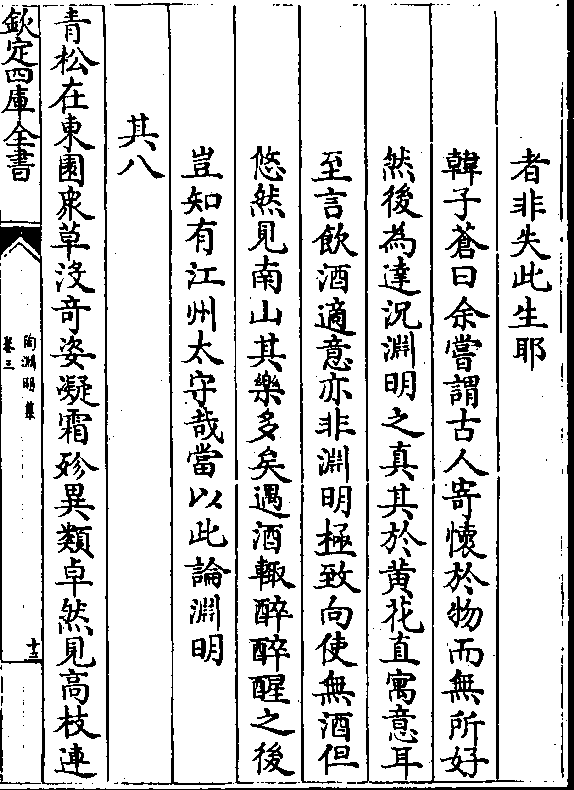 者非失此生耶
韓子蒼曰余嘗謂古人寄懷於物而無所好
然後為達況淵明之真其於黄花直寓意耳
至言飲酒適意亦非淵明極致向使無酒但
悠然見南山其樂多矣遇酒輙醉醉醒之後
豈知有江州太守哉當以此論淵明
其八
青松在東園衆草沒奇姿凝霜殄異類卓然見高枝連
欽定四庫全書
陶淵明集
卷三
十三